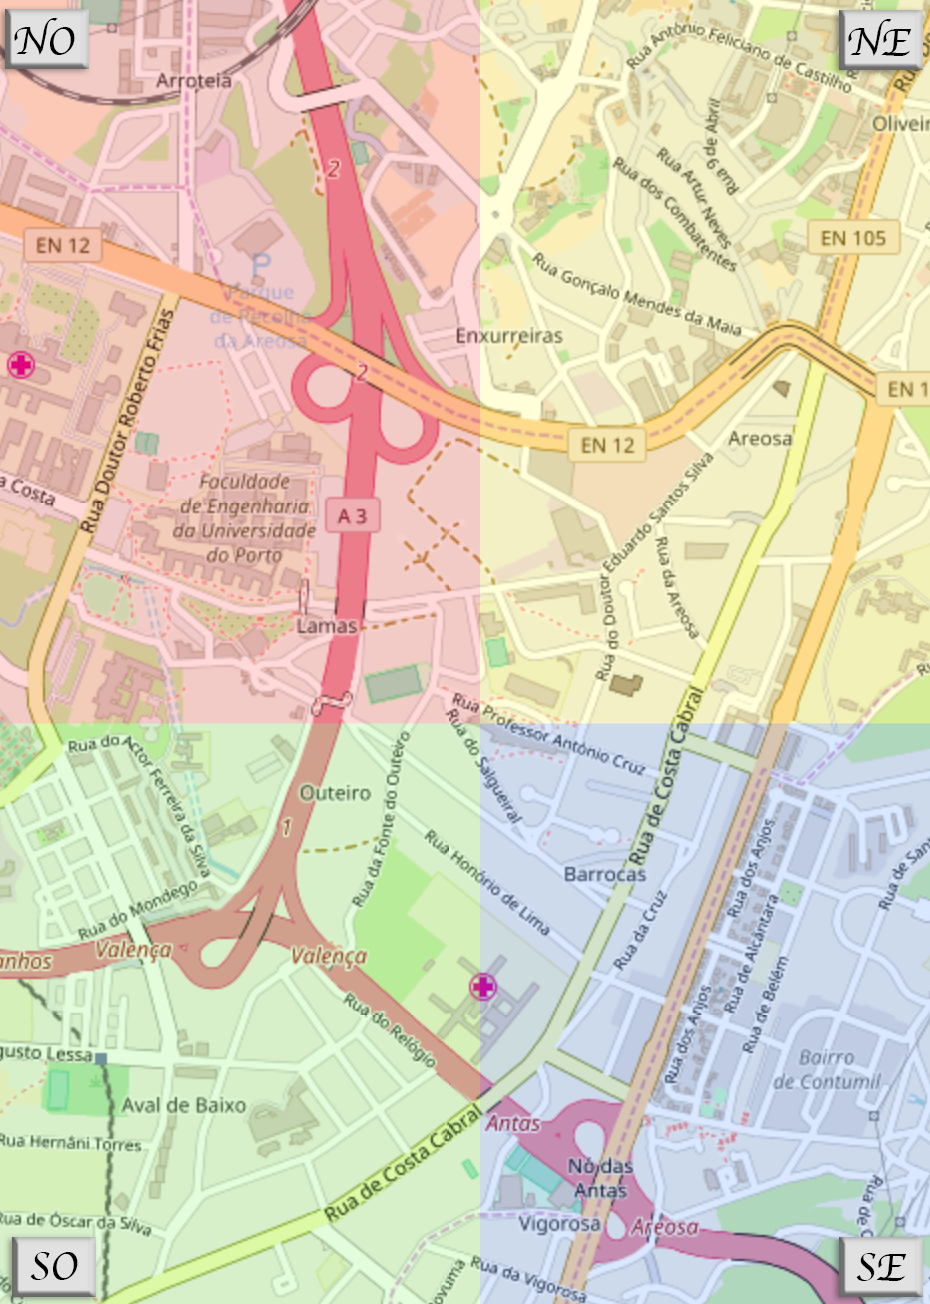 NO
NE
Arroteia
Rua António Feliciano de Castilho
Oliveir
2
Rua 9 de Abril
Rua Artur Neves
Rua dos Combatentes
EN 12
EN 105
P
Parque
de Recolha
da Areosa
Rua Gonçalo Mendes da Maia
Enxurreiras
2
Rua Doutor Roberto Frias
EN 1
EN 12
Areosa
a Costa
Faculdade
de Engenharia
da Universidade
do Porto
A 3
Rua do Doutor Eduardo Santos Silva
Rua da Areosa
Lamas
Rua Professor António Cruz
Rua do Salgueiral
Rua de Costa Cabral
Rua do Actor Ferreira da Silva
Outeiro
1
Rua da Fonte do Outeiro
Rua Honório de Lima
Barrocas
Rua dos Anjos
Rua de San
Rua do Mondego
Valença
Valença
anhos
Rua da Cruz
Rua de Alcântara
Rua de Belém
Rua dos Anjos
Rua do Relógio
gusto Lessa
Bairro
de Contumil
Aval de Baixo
Antas
Rua Hernâni Torres
Rua de Costa Cabral
Nó das
Antas
Vigorosa
Areosa
Rua de C
ua de Óscar da Silva
Rua da Vigorosa
ovuma
SO
SE